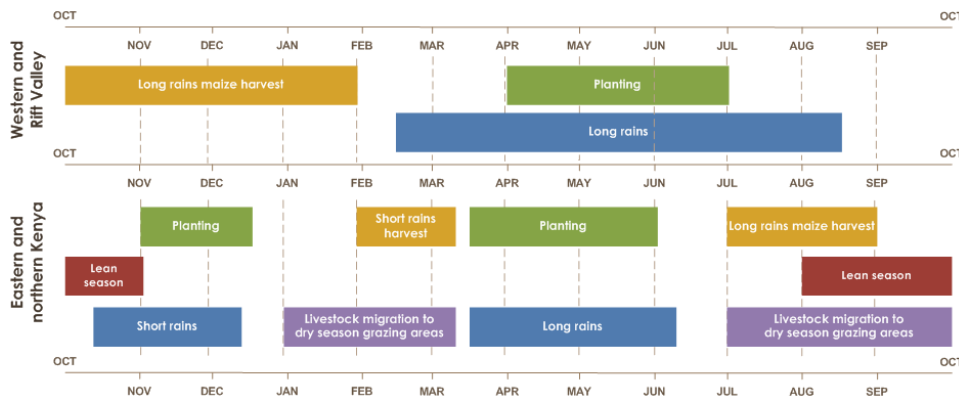 OCT OCT
NOV DEC JAN FEB MAR APR MAY JUN JUL AUG SEP
Western and
Rift Valley
Long rains maize harvest
Planting
Long rains
OCT OCT
NOV DEC JAN FEB MAR APR MAY JUN JUL AUG SEP
Eastern and
northern Kenya
Planting
Short rains
harvest
Planting
Long rains maize harvest
Lean
season
Lean season
Short rains
Livestock migration to
dry season grazing areas
Long rains
Livestock migration to
dry season grazing areas
OCT OCT
NOV DEC JAN FEB MAR APR MAY JUN JUL AUG SEP